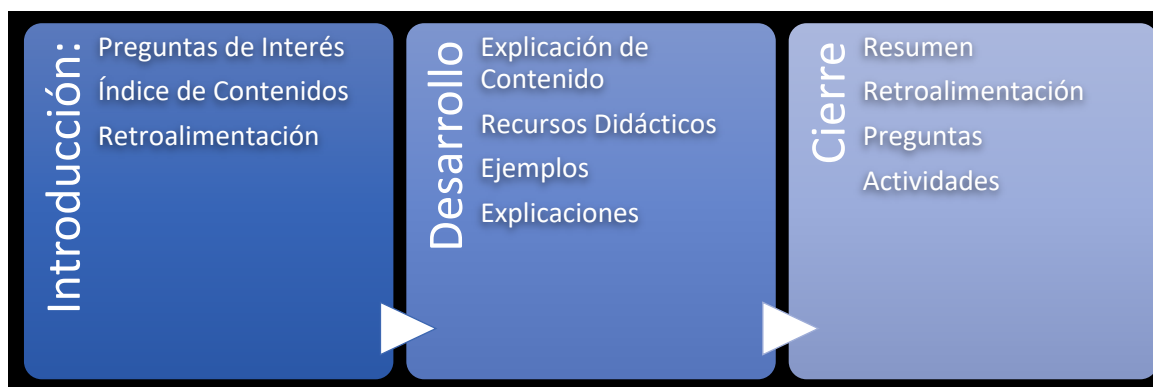 Introducción:
Preguntas de Interés
Índice de Contenidos
Retroalimentación
Desarrollo
Explicación de
Contenido
Recursos Didácticos
Ejemplos
Explicaciones
Cierre
Resumen
Retroalimentación
Preguntas
Actividades